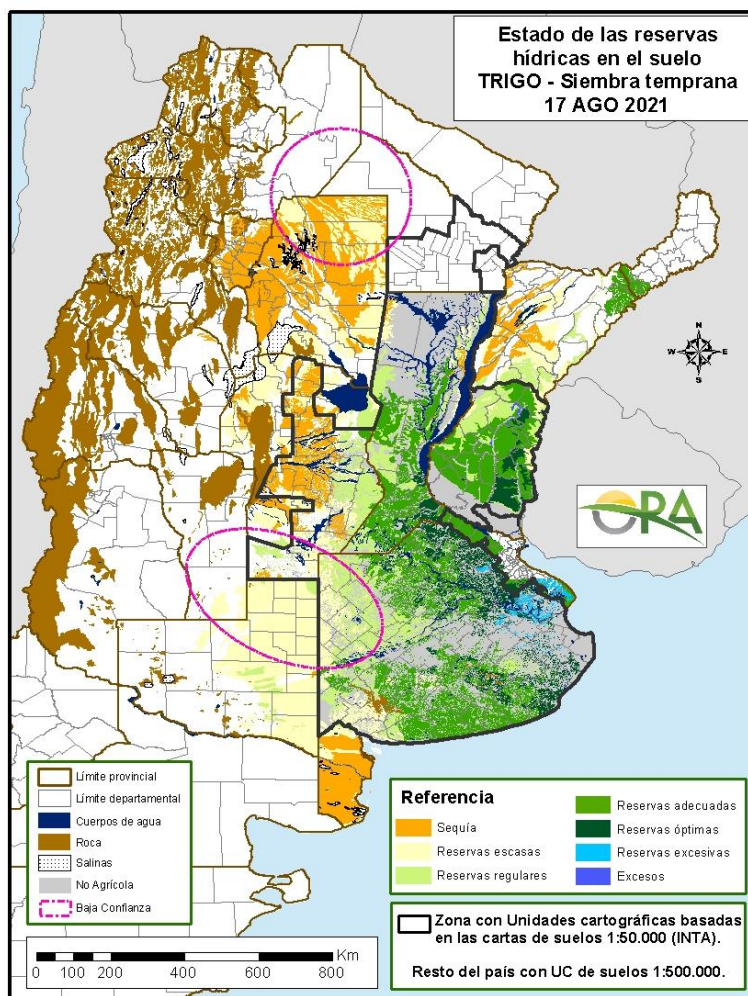 Estado de las reservas
hídricas en el suelo
TRIGO - Siembra temprana
17 AGO 2021
N
W E
S
ORA
Límite provincial
Límite departamental
Cuerpos de agua
Roca
Salinas
No Agrícola
Baja Confianza
Referencia
Sequía
Reservas escasas
Reservas regulares
Reservas adecuadas
Reservas óptimas
Reservas excesivas
Excesos
Zona con Unidades cartográficas basadas
en las cartas de suelos 1:50.000 (INTA).
Resto del país con UC de suelos 1:500.000.
Km
0 100 200 400 600 800